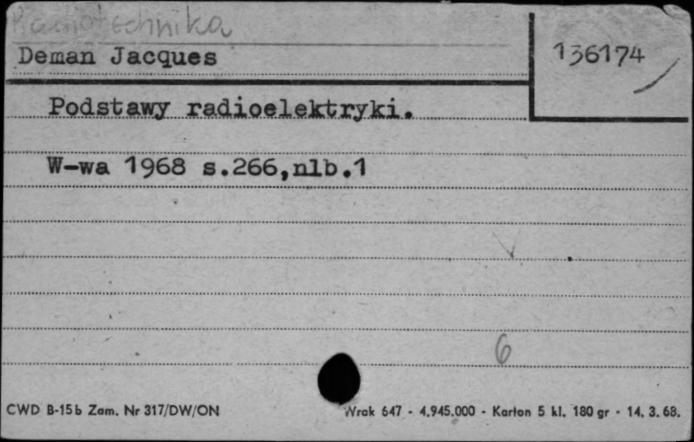 Radiotechnika
Deman Jacques
136174
Podstawy radioelektryki.
W-wa 1968 s.266,nlb.1
6
CWD B-15b Zam. Nr 317/DW/ON
Wrak 647 - 4.945.000 - Karton 5 kl. 180 gr - 14. 3. 68.